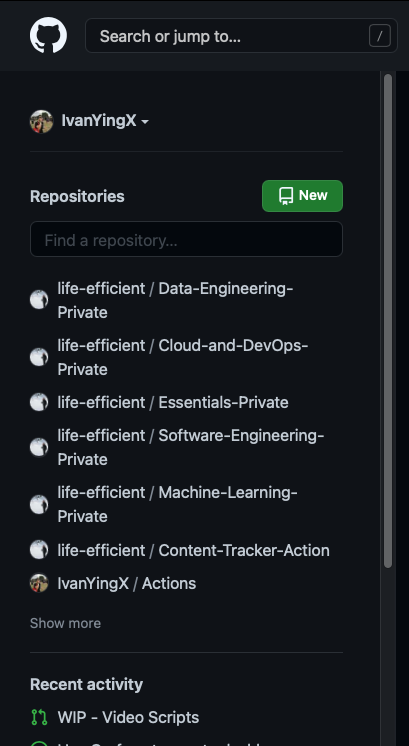 Search or jump to...
/
IvanYingX
Repositories
New
Find a repository...
life-efficient / Data-Engineering-
Private
life-efficient / Cloud-and-DevOps-
Private
life-efficient / Essentials-Private
life-efficient / Software-Engineering-
Private
life-efficient / Machine-Learning-
Private
life-efficient / Content-Tracker-Action
IvanYingX / Actions
Show more
Recent activity
WIP - Video Scripts